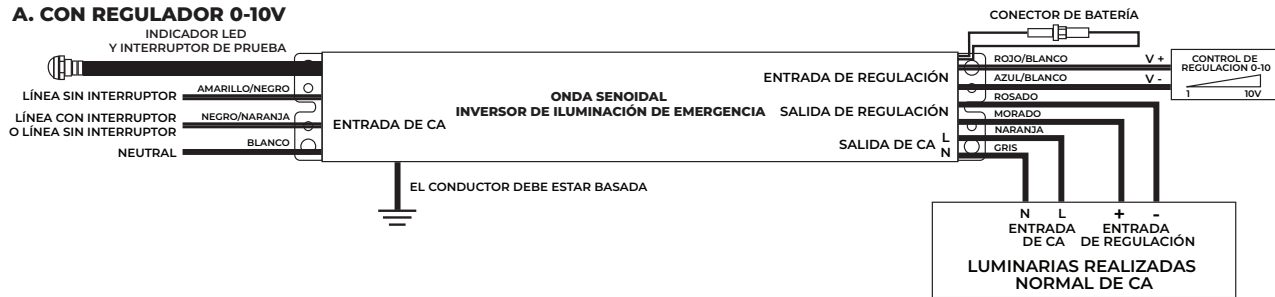 A. CON REGULADOR 0-10V
INDICADOR LED
Y INTERRUPTOR DE PRUEBA
LÍNEA SIN INTERRUPTOR
AMARILLO/NEGRO
LÍNEA CON INTERRUPTOR
O LÍNEA SIN INTERRUPTOR
NEGRO/NARANJA
NEUTRAL
BLANCO
ENTRADA DE CA
EL CONDUCTOR DEBE ESTAR BASADA
ONDA SENOIDAL
INVERSOR DE ILUMINACIÓN DE EMERGENCIA
ENTRADA DE REGULACIÓN
SALIDA DE REGULACIÓN
SALIDA DE CA
L
N
CONECTOR DE BATERÍA
ROJO/BLANCO
V +
AZUL/BLANCO
V -
ROSADO
MORADO
NARANJA
GRIS
CONTROL DE
REGULACION 0-10
1 10V
N L + -
ENTRADA
DE CA
ENTRADA
DE REGULACIÓN
LUMINARIAS REALIZADAS
NORMAL DE CA